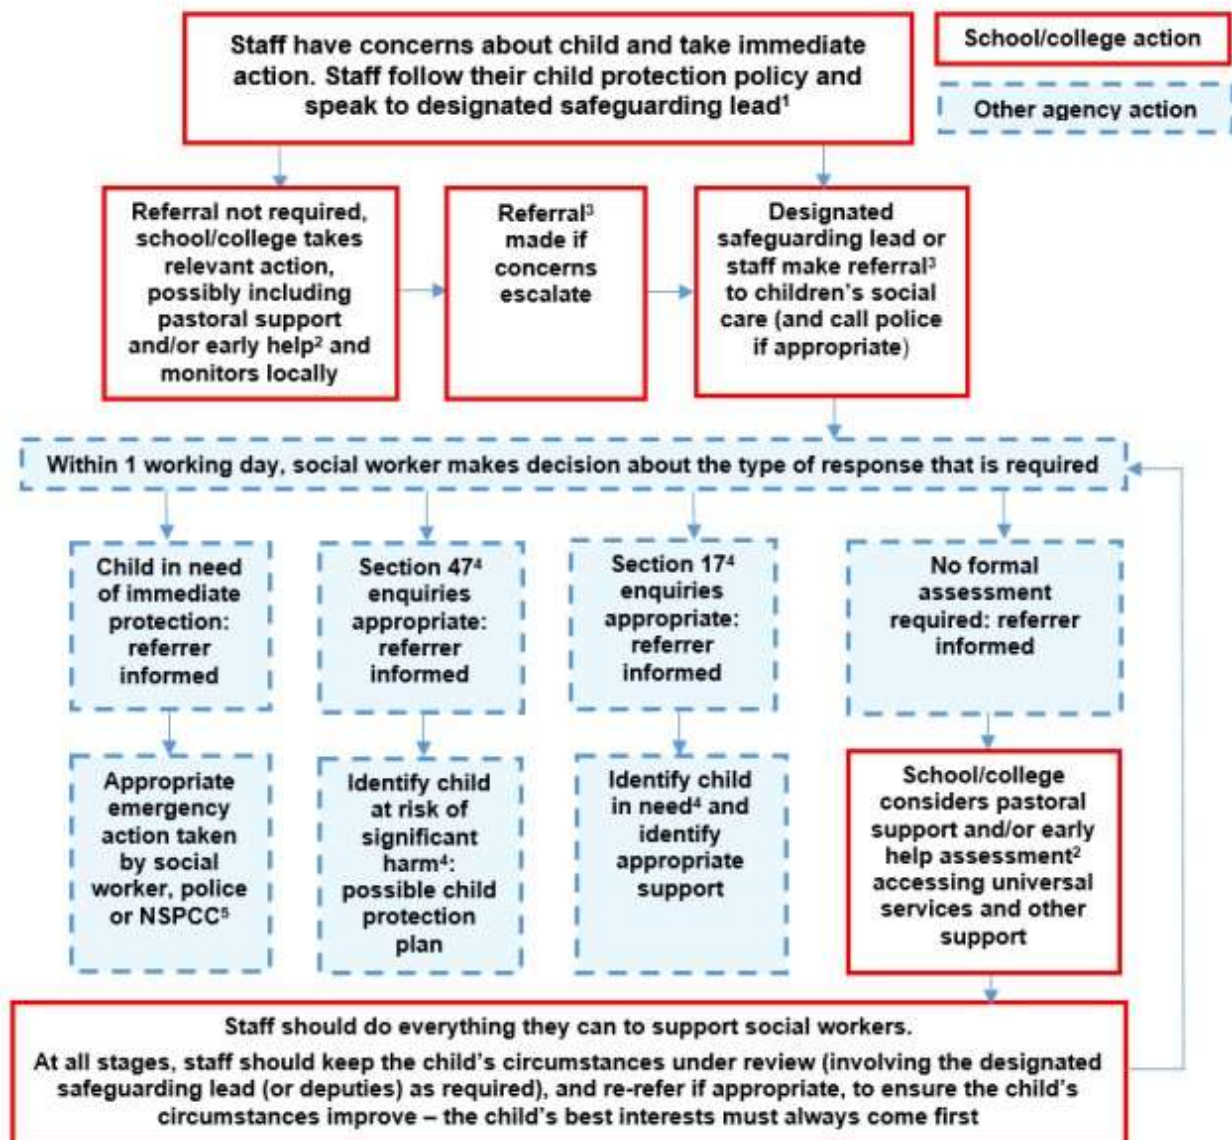 Staff have concerns about child and take immediate
action. Staff follow their child protection policy and
speak to designated safeguarding lead¹
School/college action
Other agency action
Referral not required,
school/college takes
relevant action,
possibly including
pastoral support
and/or early help² and
monitors locally
Referral³
made if
concerns
escalate
Designated
safeguarding lead or
staff make referral³
to children’s social
care (and call police
if appropriate)
Within 1 working day, social worker makes decision about the type of response that is required
Child in need
of immediate
protection:
referrer
informed
Section 47⁴
enquiries
appropriate:
referrer
informed
Section 17⁴
enquiries
appropriate:
referrer
informed
No formal
assessment
required: referrer
informed
Appropriate
emergency
action taken
by social
worker, police
or NSPCC⁵
Identify child
at risk of
significant
harm⁴:
possible child
protection
plan
Identify child
in need⁴ and
identify
appropriate
support
School/college
considers pastoral
support and/or early
help assessment²
accessing universal
services and other
support
Staff should do everything they can to support social workers.
At all stages, staff should keep the child’s circumstances under review (involving the designated
safeguarding lead (or deputies) as required), and re-refer if appropriate, to ensure the child’s
circumstances improve – the child’s best interests must always come first